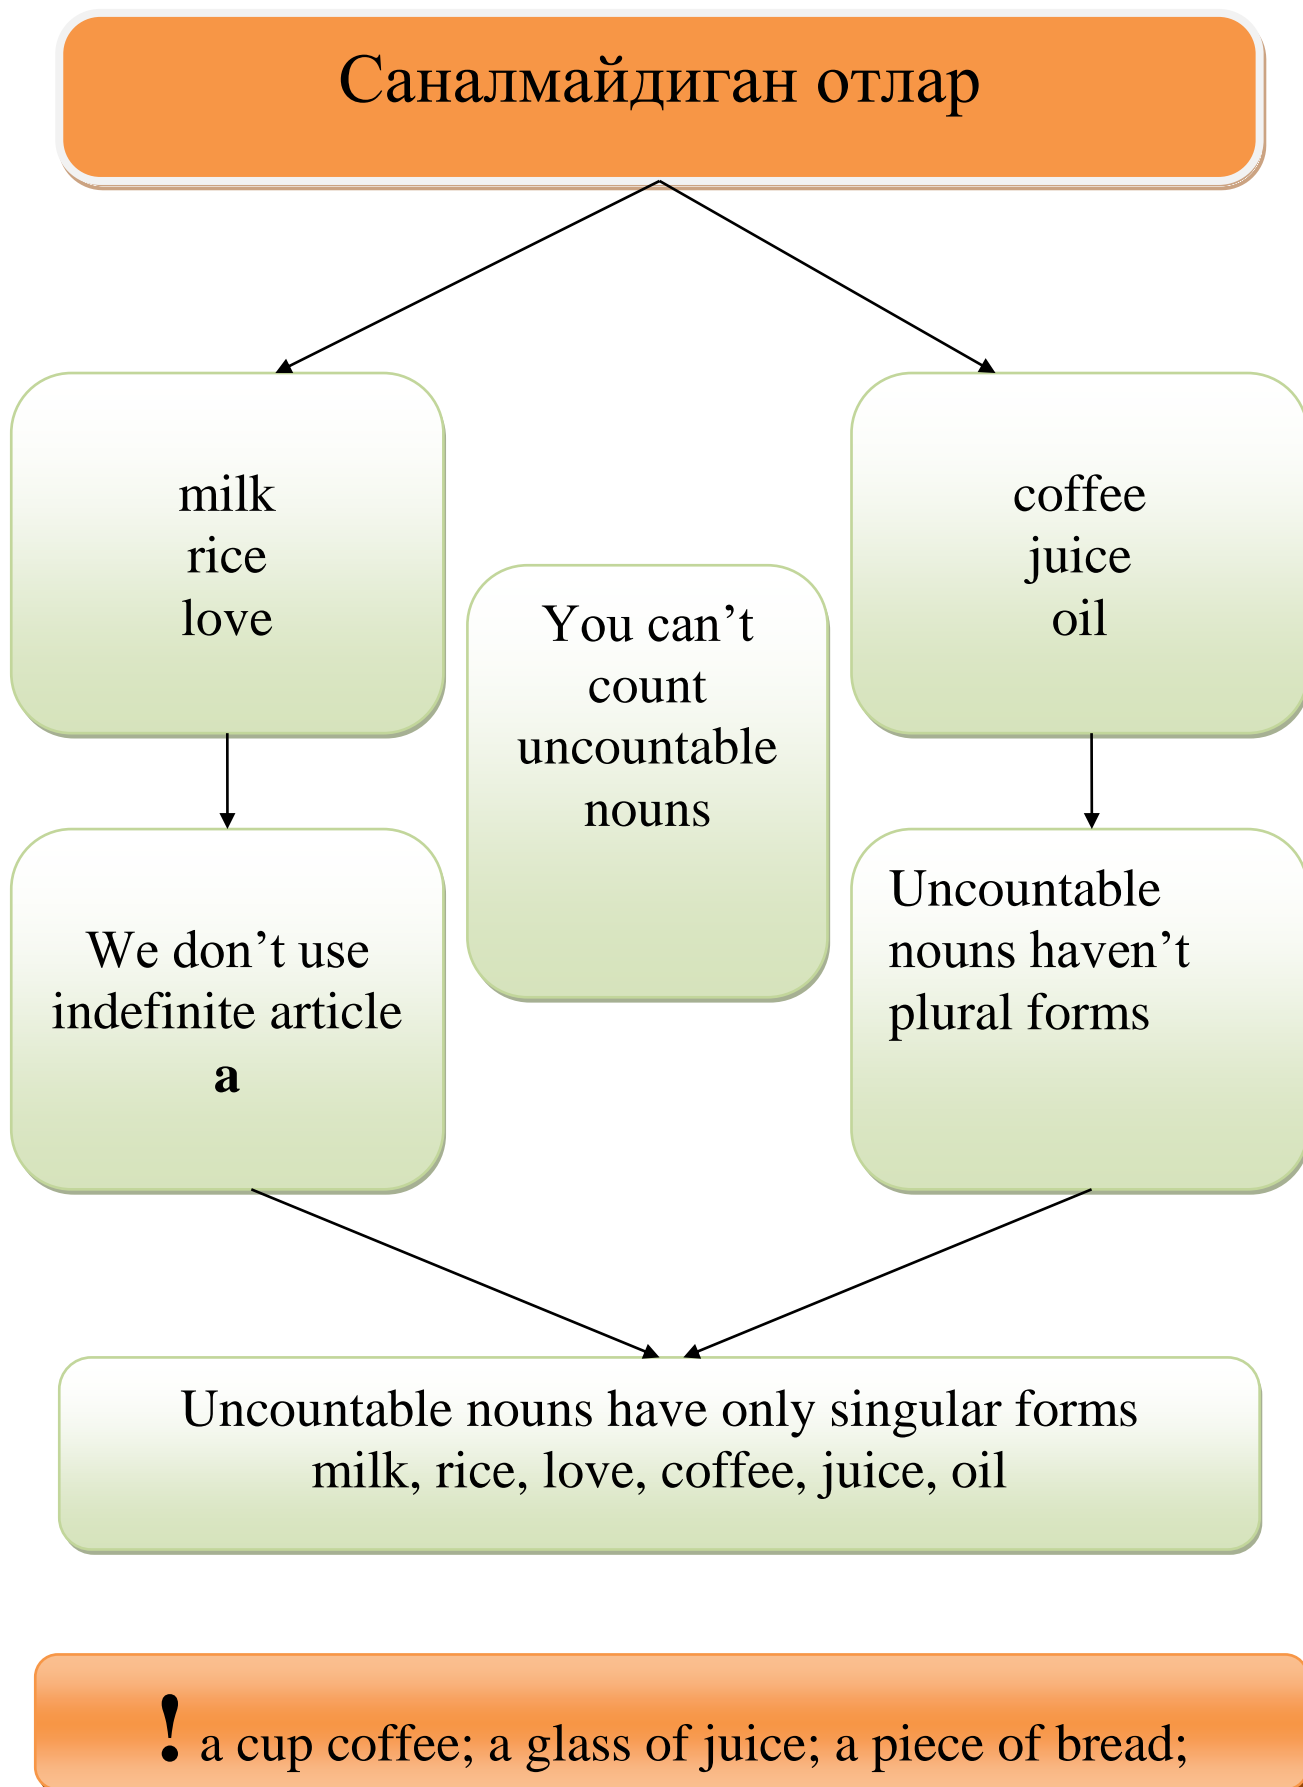 Саналмайдиган отлар
milk
rice
love
coffee
juice
oil
You can’t
count
uncountable
nouns
We don’t use
indefinite article
a
Uncountable
nouns haven’t
plural forms
Uncountable nouns have only singular forms
milk, rice, love, coffee, juice, oil
! a cup coffee; a glass of juice; a piece of bread;